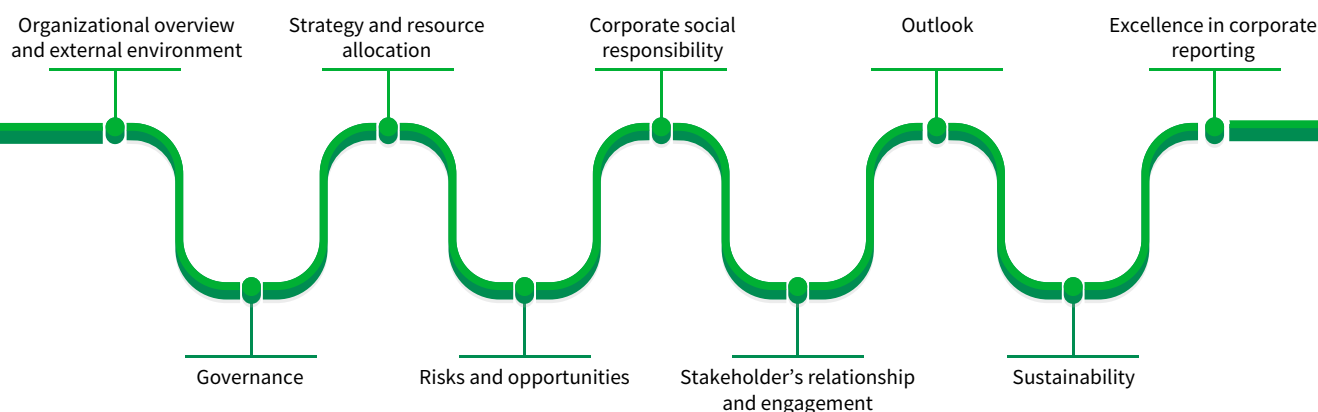 Organizational overview
and external environment
Strategy and resource
allocation
Corporate social
responsibility
Outlook
Excellence in corporate
reporting
Governance
Risks and opportunities
Stakeholder’s relationship
and engagement
Sustainability